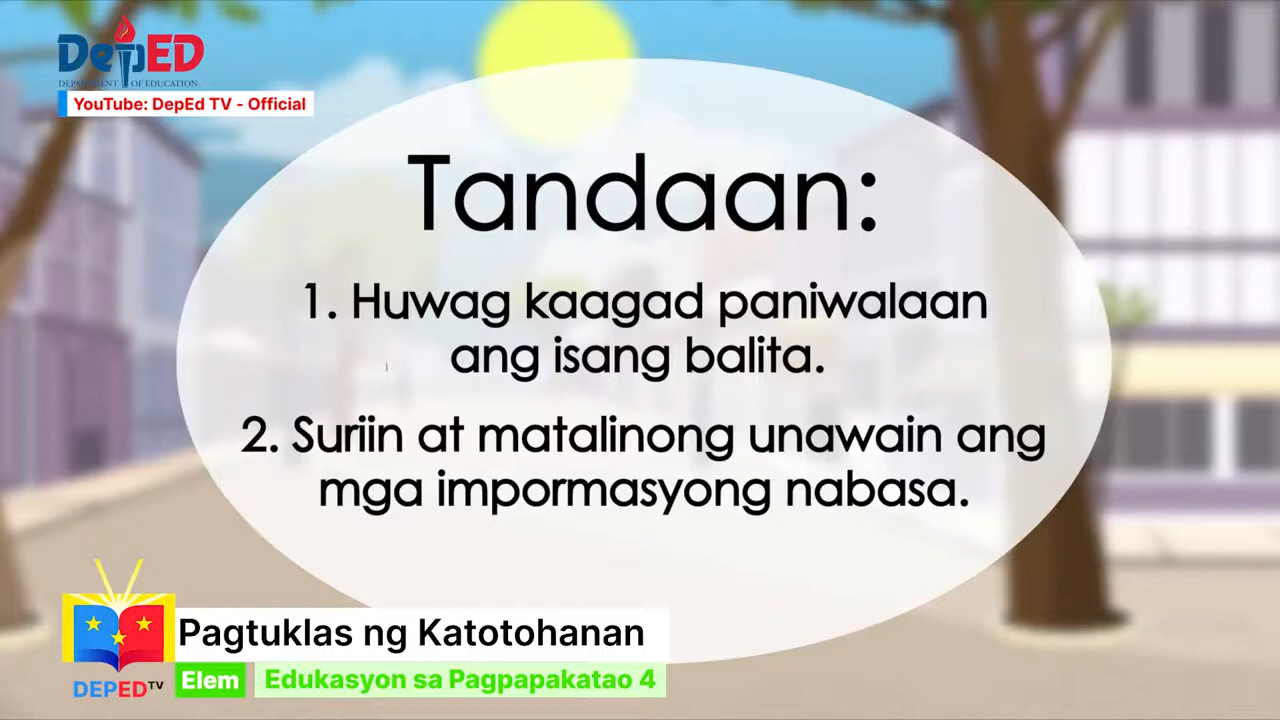 DepED
DEPARTMENT OF EDUCATION
YouTube: DepEd TV - Official
Tandaan:
1. Huwag kaagad paniwalaan
ang isang balita.
2. Suriin at matalinong unawain ang
mga impormasyong nabasa.
Pagtuklas ng Katotohanan
DEPED TV
Elem Edukasyon sa Pagpapakatao 4